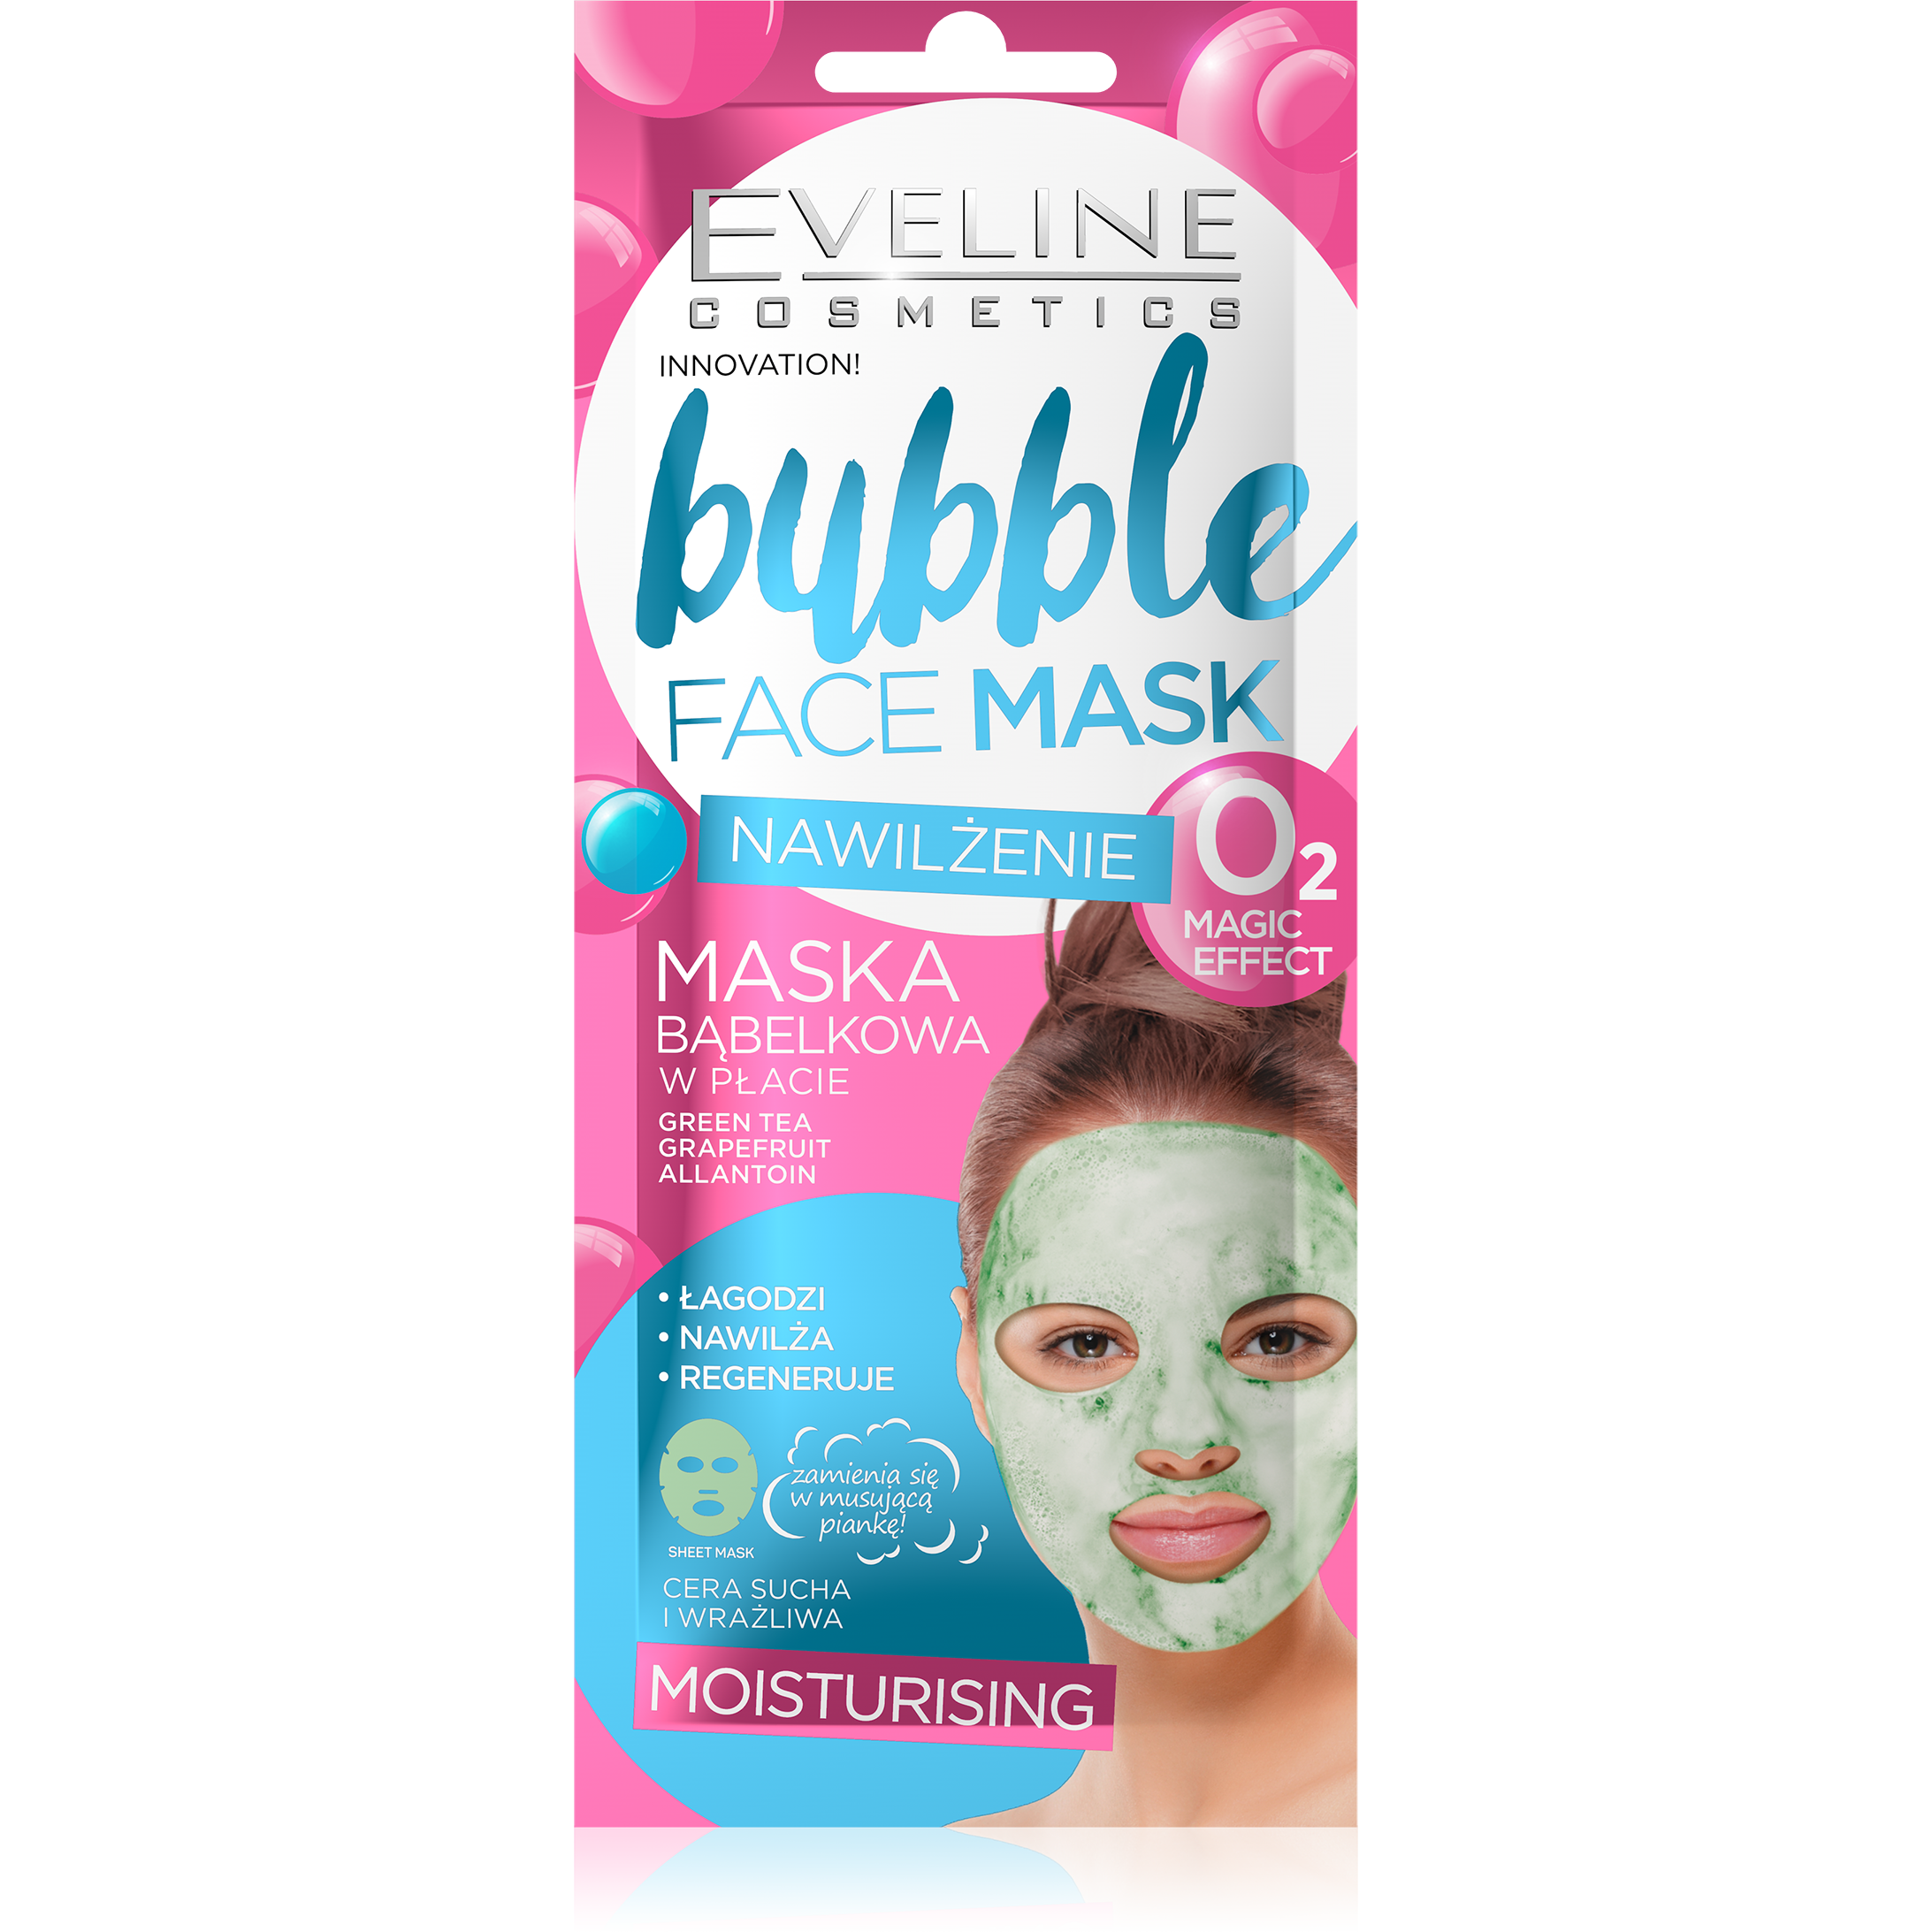 EVELINE
COSMETICS
INNOVATION!
bubble
FACE MASK
NAWILŻENIE
O2
MAGIC
EFFECT
MASKA
BĄBELKOWA
W PŁACIE
GREEN TEA
GRAPEFRUIT
ALLANTOIN
• ŁAGODZI
• NAWILŻA
• REGENERUJE
zamienia się
w musującą
piankę!
SHEET MASK
CERA SUCHA
I WRAŻLIWA
MOISTURISING